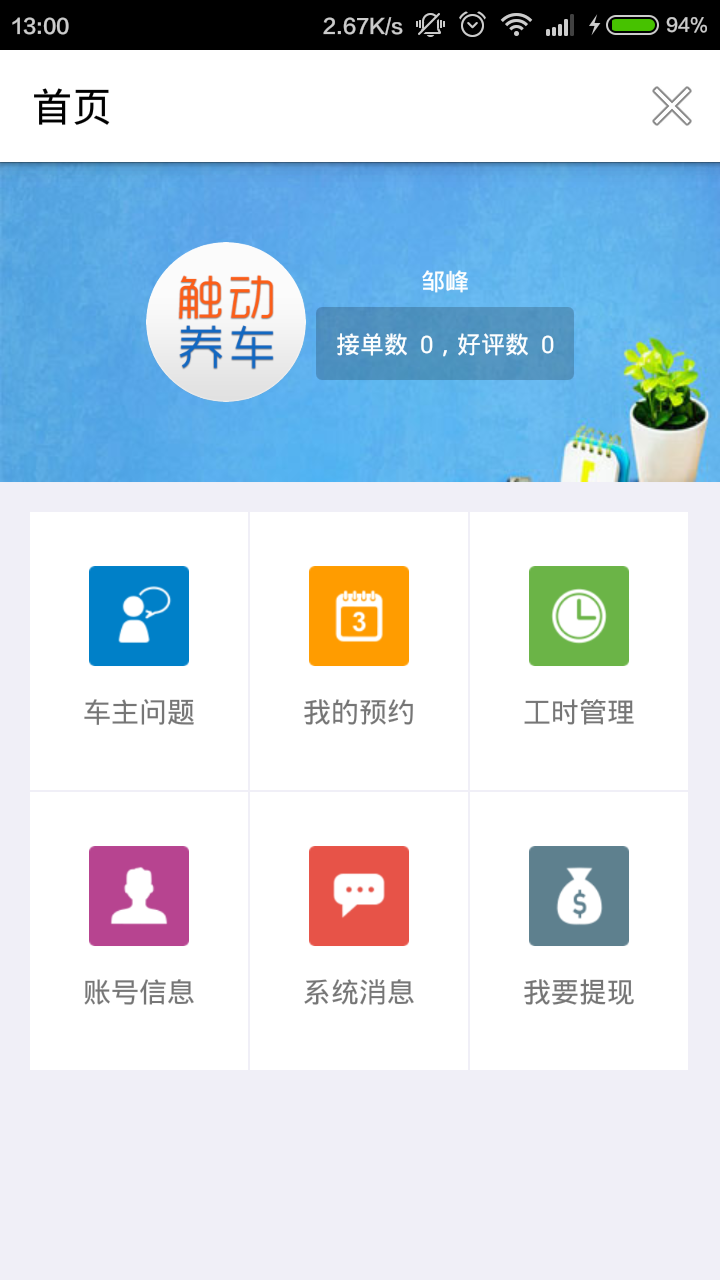 13:00 2.67K/s 94%
首页
触动
养车
邹峰
接单数 0 , 好评数 0
3
车主问题 我的预约 工时管理
$
账号信息 系统消息 我要提现